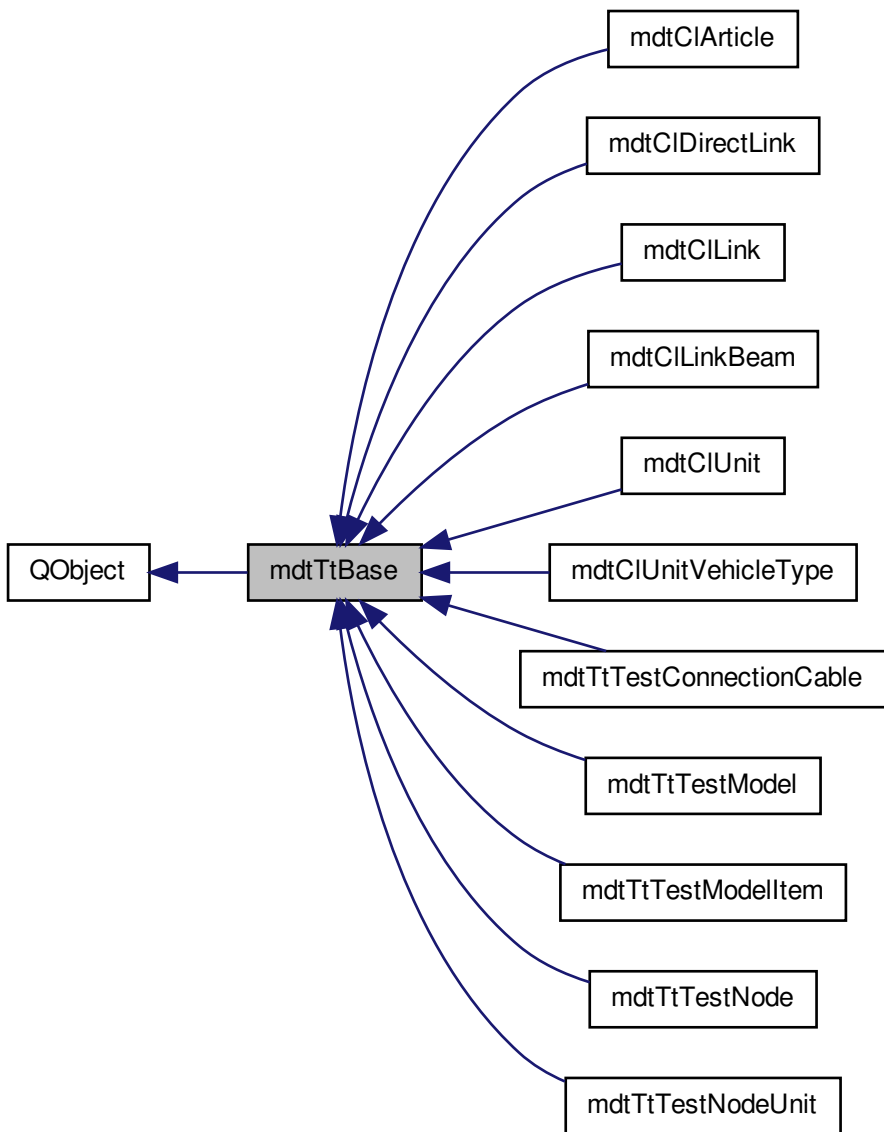 mdtClArticle
mdtClDirectLink
mdtClLink
mdtClLinkBeam
mdtClUnit
QObject
mdtTtBase
mdtClUnitVehicleType
mdtTtTestConnectionCable
mdtTtTestModel
mdtTtTestModelItem
mdtTtTestNode
mdtTtTestNodeUnit